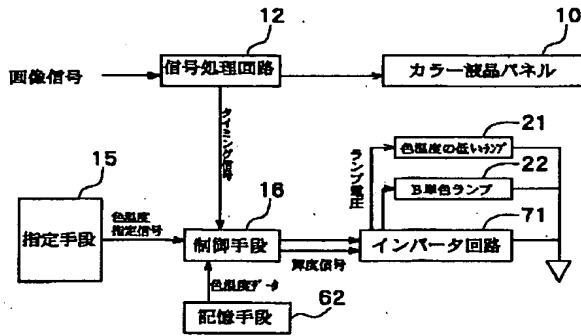 12
10
画像信号
信号処理回路
カラー液晶パネル
タイミング信号
21
色温度の低いランプ
22
B単色ランプ
ランプ電圧
15
指定手段
色温度
指定信号
16
制御手段
輝度信号
71
インバータ回路
色温度データ
62
記憶手段